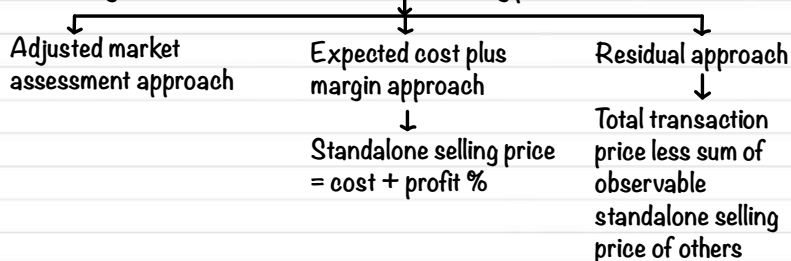 Adjusted market
assessment approach
Expected cost plus
margin approach
Standalone selling price
= cost + profit %
Residual approach
Total transaction
price less sum of
observable
standalone selling
price of others